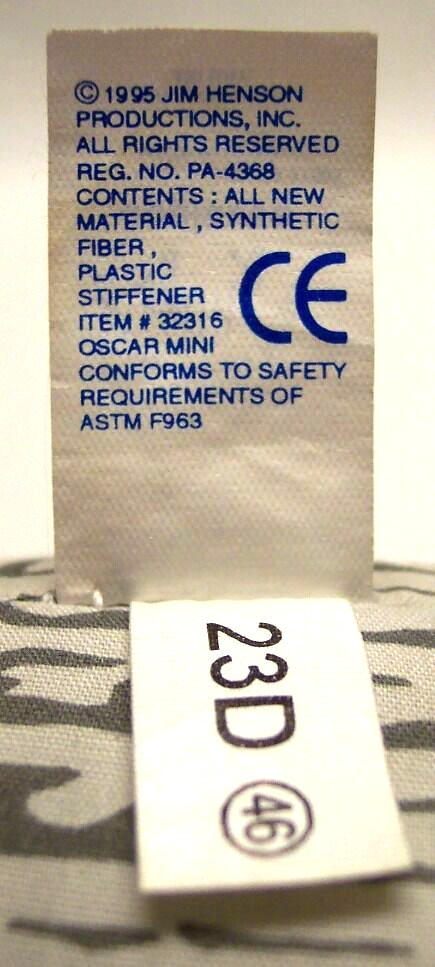 © 1995 JIM HENSON
PRODUCTIONS, INC.
ALL RIGHTS RESERVED
REG. NO. PA-4368
CONTENTS : ALL NEW
MATERIAL , SYNTHETIC
FIBER ,
PLASTIC
STIFFENER
ITEM # 32316
OSCAR MINI
CONFORMS TO SAFETY
REQUIREMENTS OF
ASTM F963
CE
23D 46